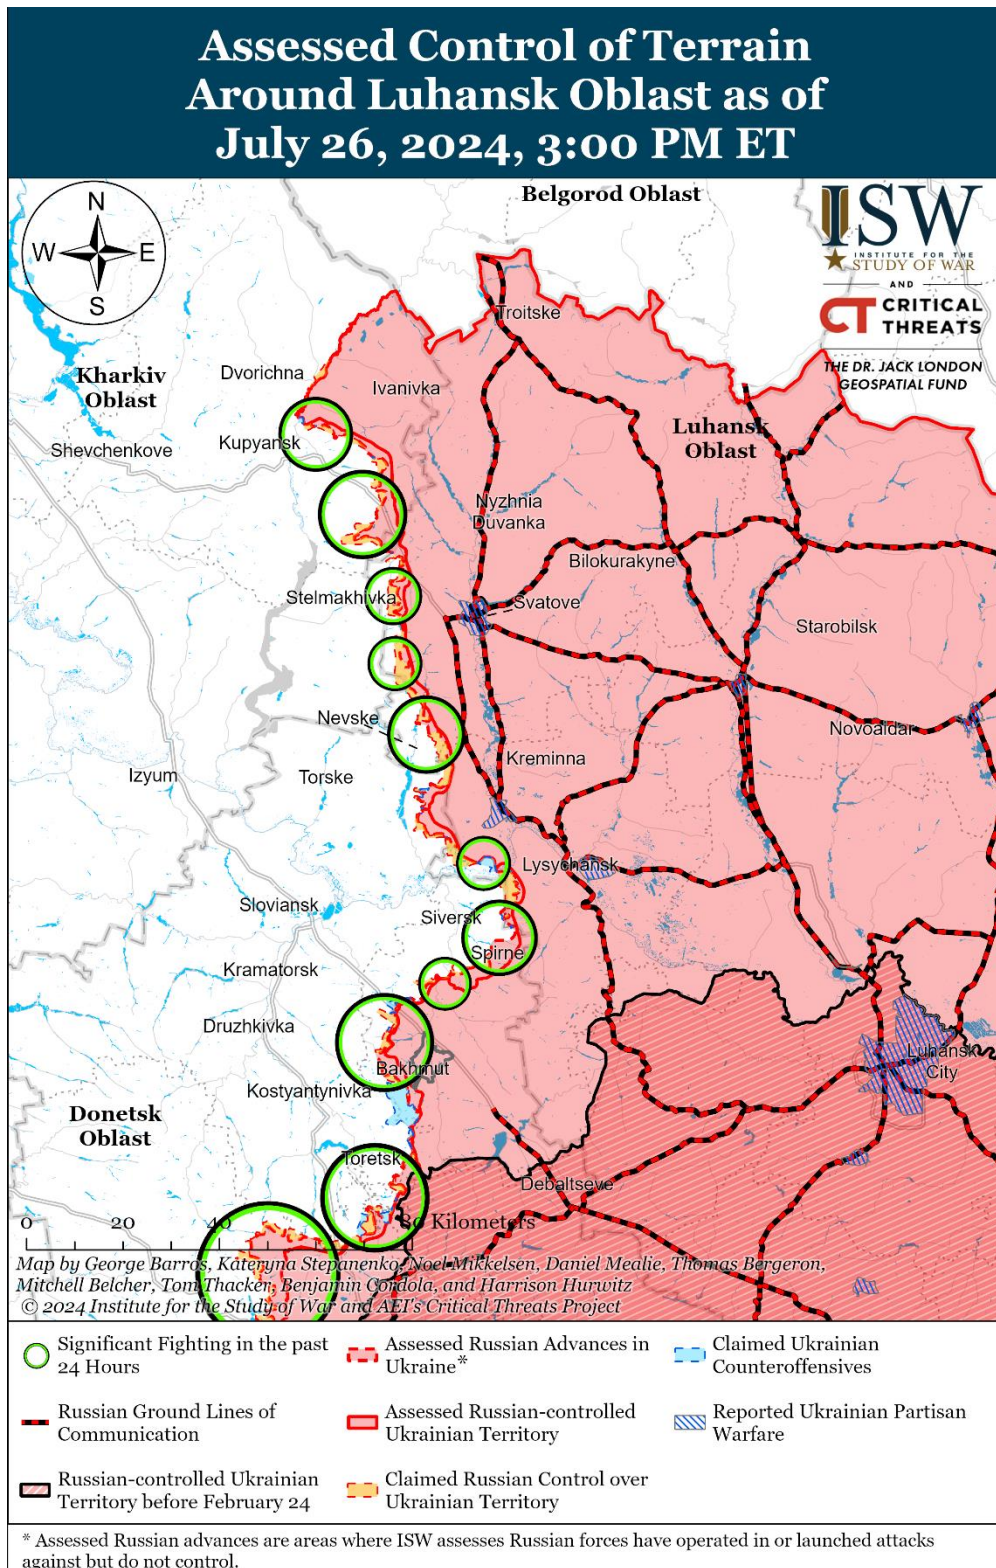 Assessed Control of Terrain
Around Luhansk Oblast as of
July 26, 2024, 3:00 PM ET
Belgorod Oblast
N
W
E
S
ISW
INSTITUTE FOR THE
STUDY OF WAR
AND
CT CRITICAL
THREATS
THE DR. JACK LONDON
GEOSPATIAL FUND
Troitske
Dvorichna
Kharkiv
Oblast
Ivanivka
Luhansk
Oblast
Kupyansk
Shevchenkove
Nyzhnia
Duvanka
Bilokurakyne
Stelmakhivka
Svatove
Starobilsk
Nevske
Novoaidar
Kreminna
Izyum
Torske
Lysychansk
Sloviansk
Siversk
Spirne
Kramatorsk
Druzhkivka
Luhansk
City
Bakhmut
Kostyantynivka
Donetsk
Oblast
Toretsk
Debaltseve
0 20 40 80 Kilometers
Map by George Barros, Kateryna Stepanenko, Noel Mikkelsen, Daniel Mealie, Thomas Bergeron,
Mitchell Belcher, Tom Thacker, Benjamin Cordola, and Harrison Hurwitz
© 2024 Institute for the Study of War and AEI's Critical Threats Project
Significant Fighting in the past
24 Hours
Assessed Russian Advances in
Ukraine*
Claimed Ukrainian
Counteroffensives
Russian Ground Lines of
Communication
Assessed Russian-controlled
Ukrainian Territory
Reported Ukrainian Partisan
Warfare
Russian-controlled Ukrainian
Territory before February 24
Claimed Russian Control over
Ukrainian Territory
* Assessed Russian advances are areas where ISW assesses Russian forces have operated in or launched attacks
against but do not control.